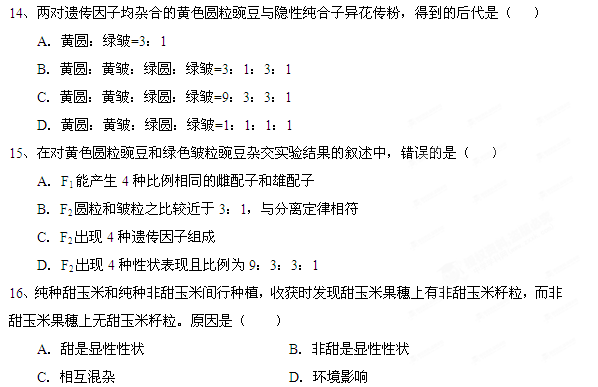 14、两对遗传因子均杂合的黄色圆粒豌豆与隐性纯合子异花传粉，得到的后代是（　　）
A．黄圆：绿皱=3：1
B．黄圆：黄皱：绿圆：绿皱=3：1：3：1
C．黄圆：黄皱：绿圆：绿皱=9：3：3：1
D．黄圆：黄皱：绿圆：绿皱=1：1：1：1
15、在对黄色圆粒豌豆和绿色皱粒豌豆杂交实验结果的叙述中，错误的是（　　）
A．F₁能产生 4 种比例相同的雌配子和雄配子
B．F₂圆粒和皱粒之比较近于 3：1，与分离定律相符
C．F₂出现 4 种遗传因子组成
D．F₂出现 4 种性状表现且比例为 9：3：3：1
16、纯种甜玉米和纯种非甜玉米间行种植，收获时发现甜玉米果穗上有非甜玉米籽粒，而非
甜玉米果穗上无甜玉米籽粒。原因是（　　）
A．甜是显性性状　　B．非甜是显性性状
C．相互混杂　　D．环境影响